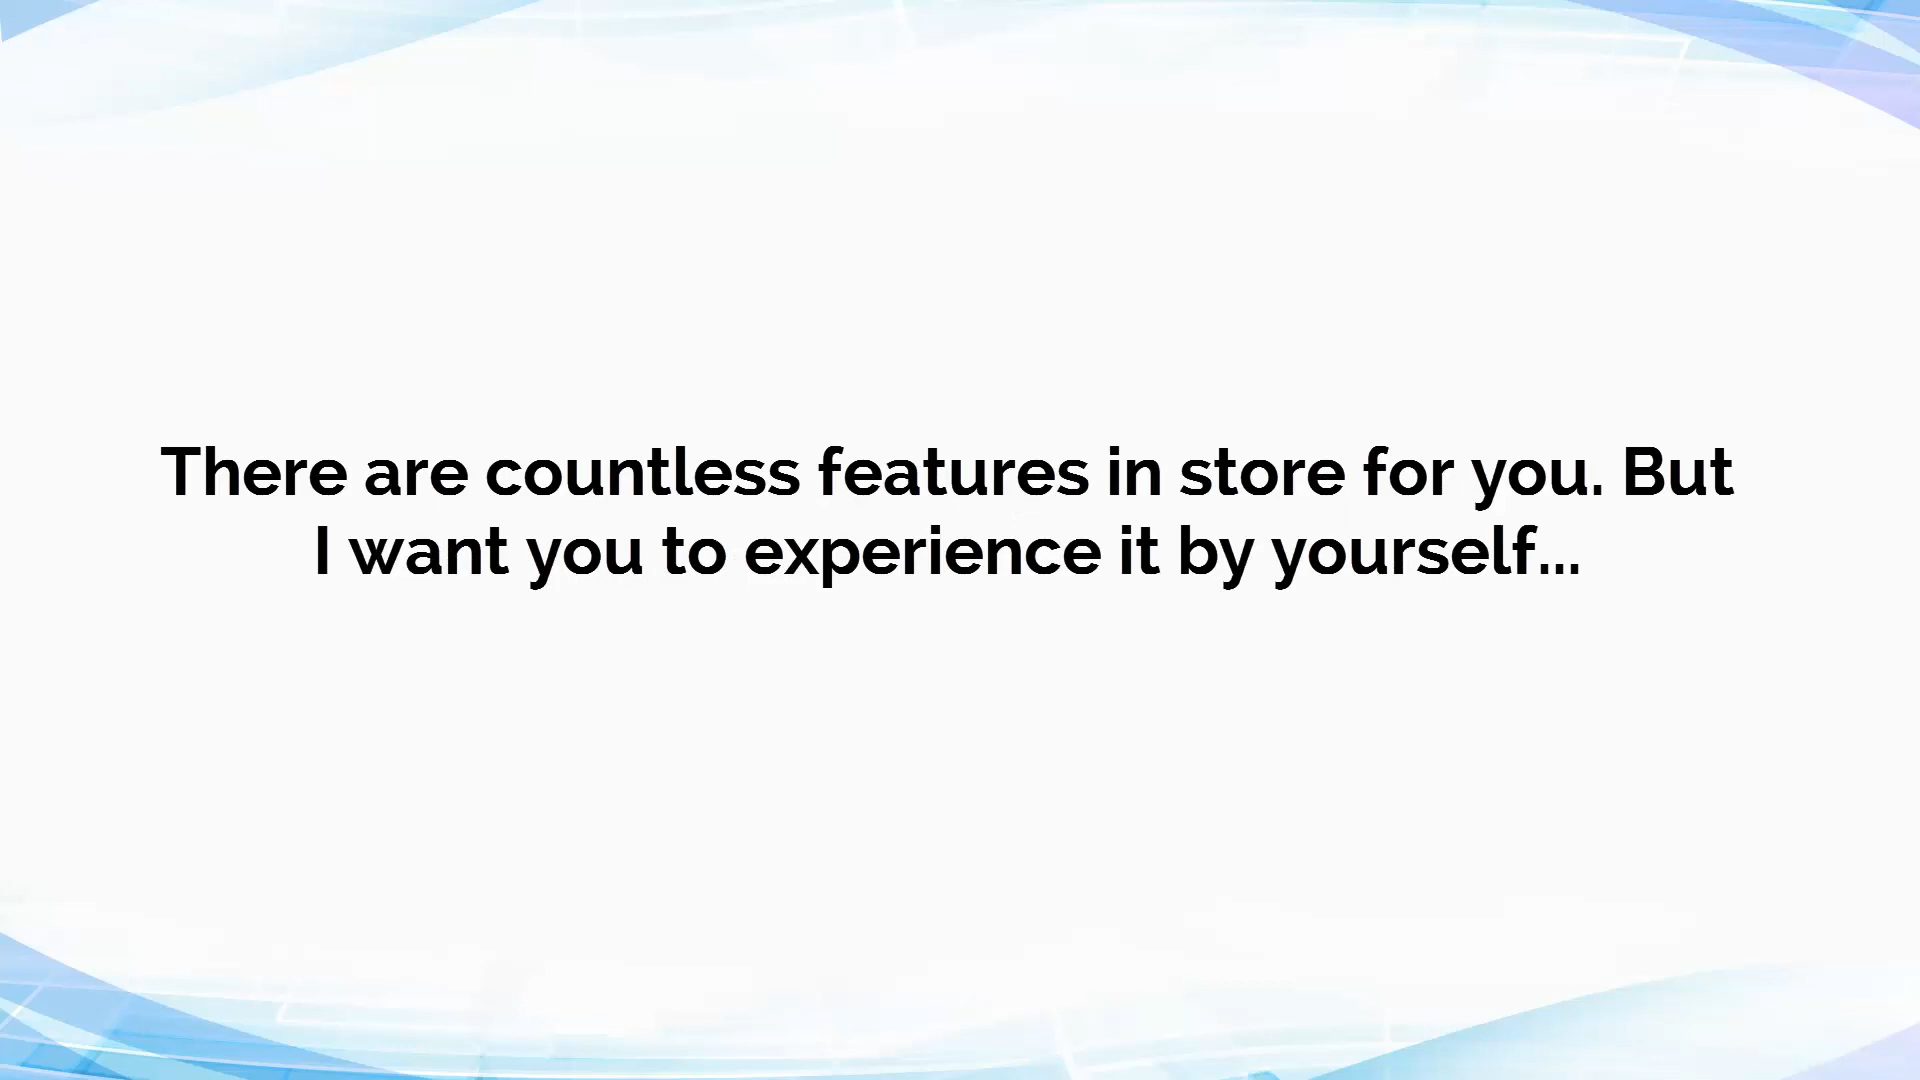 There are countless features in store for you. But
I want you to experience it by yourself...